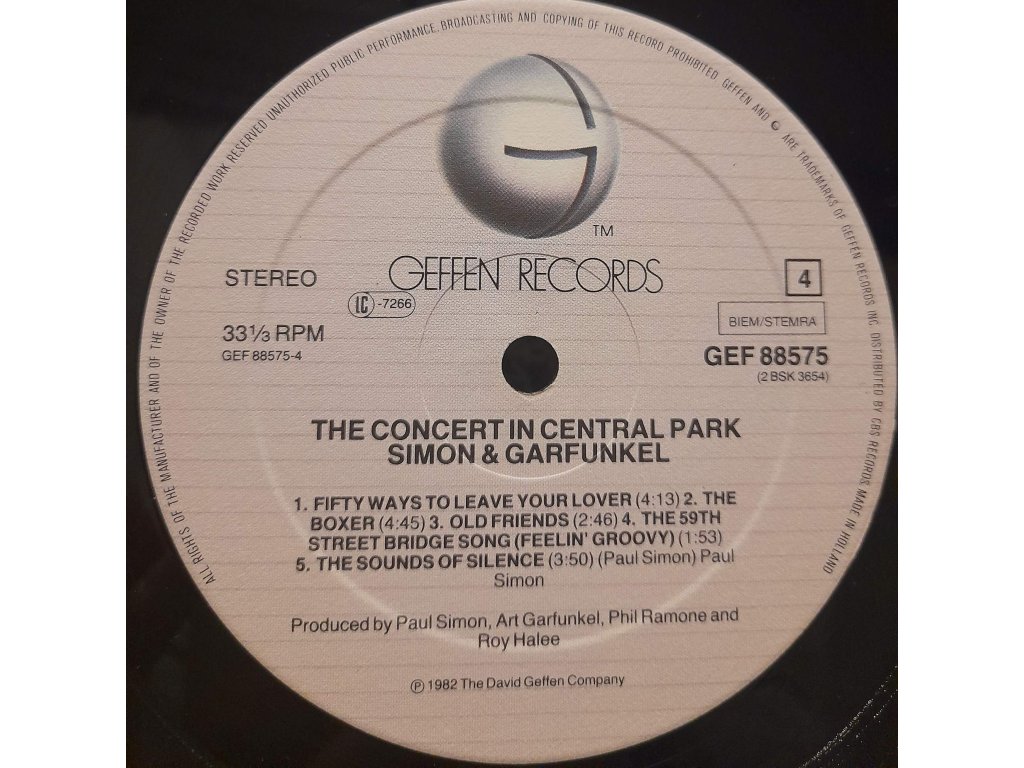 ALL RIGHTS OF THE MANUFACTURER AND OF THE OWNER OF THE RECORDED WORK RESERVED UNAUTHORIZED PUBLIC PERFORMANCE, BROADCASTING AND COPYING OF THIS RECORD PROHIBITED. GEFFEN AND G ARE TRADEMARKS OF GEFFEN RECORDS INC. DISTRIBUTED BY CBS RECORDS. MADE IN HOLLAND
TM
GEFFEN RECORDS
STEREO
LC -7266
33⅓ RPM
GEF 88575-4
4
BIEM/STEMRA
GEF 88575
(2 BSK 3654)
THE CONCERT IN CENTRAL PARK
SIMON & GARFUNKEL
1. FIFTY WAYS TO LEAVE YOUR LOVER (4:13) 2. THE
BOXER (4:45) 3. OLD FRIENDS (2:46) 4. THE 59TH
STREET BRIDGE SONG (FEELIN' GROOVY) (1:53)
5. THE SOUNDS OF SILENCE (3:50) (Paul Simon) Paul
Simon
Produced by Paul Simon, Art Garfunkel, Phil Ramone and
Roy Halee
℗ 1982 The David Geffen Company